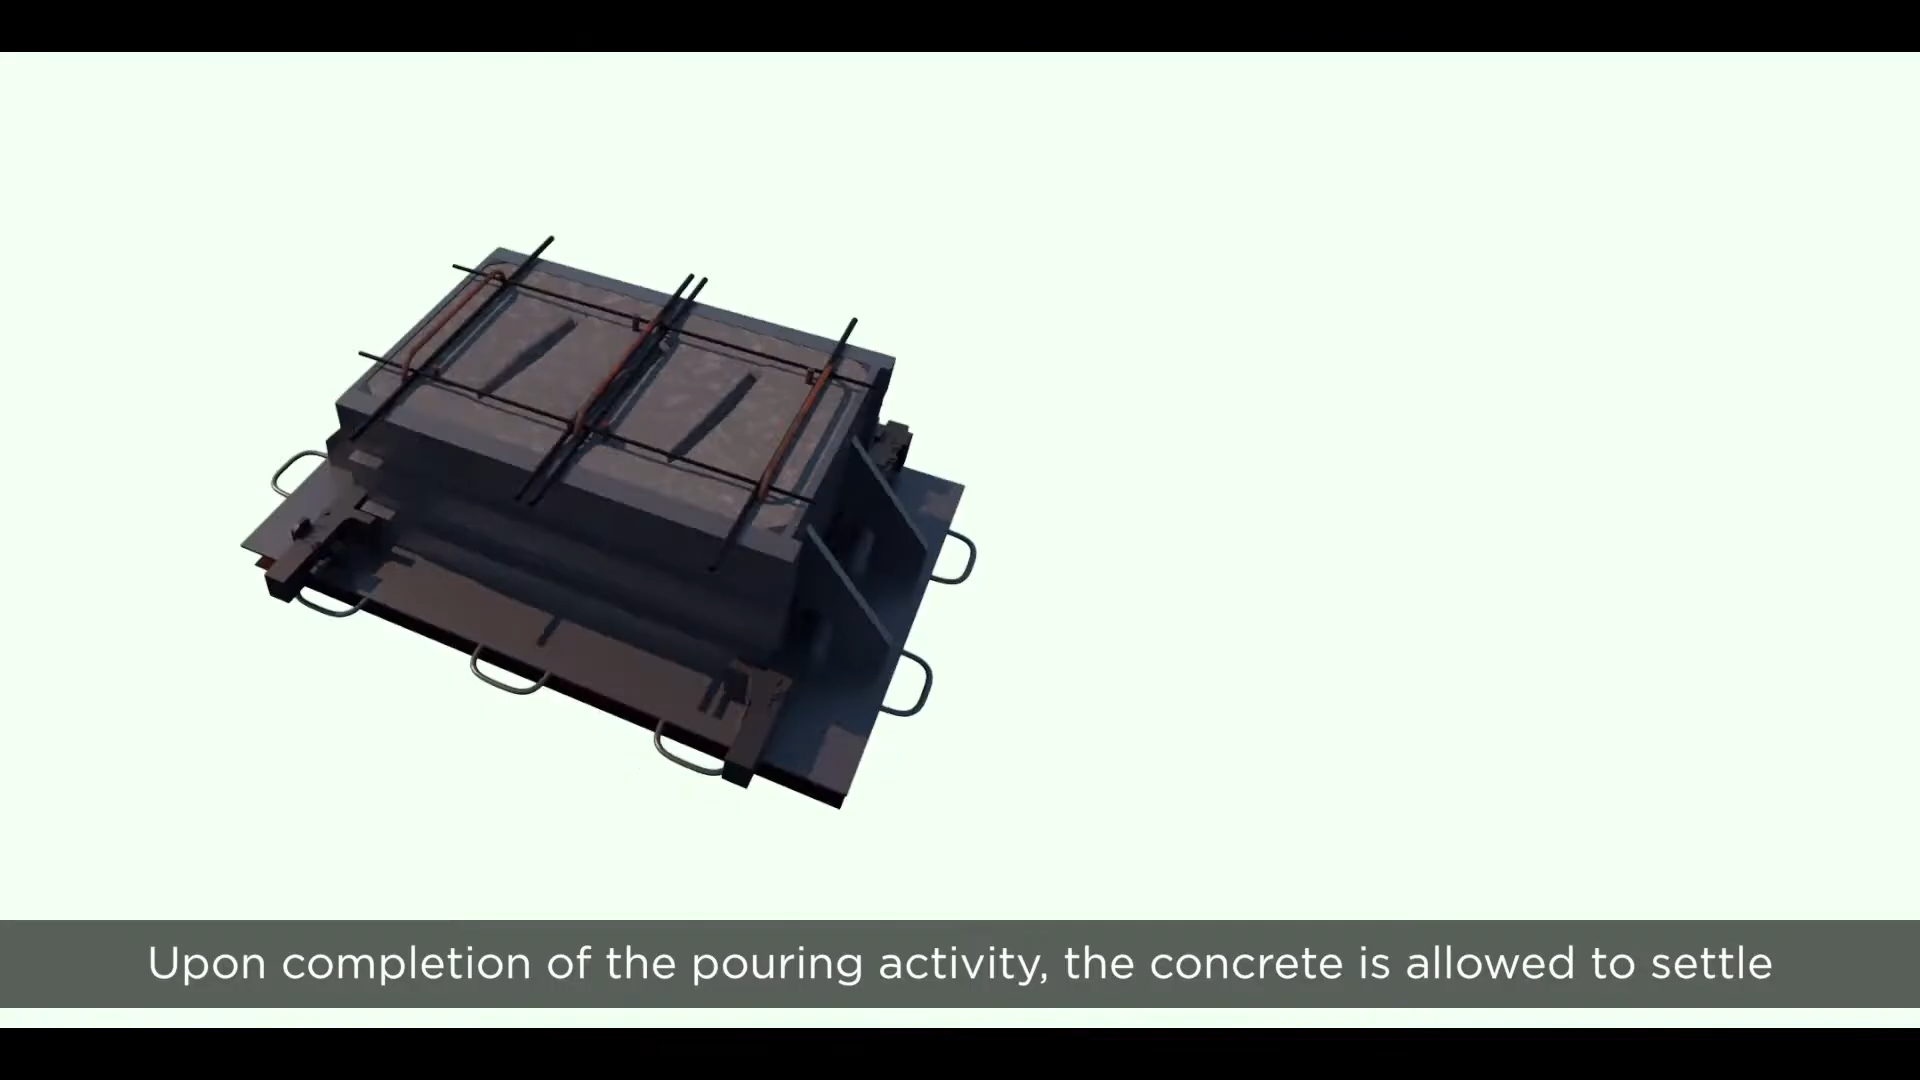 Upon completion of the pouring activity, the concrete is allowed to settle